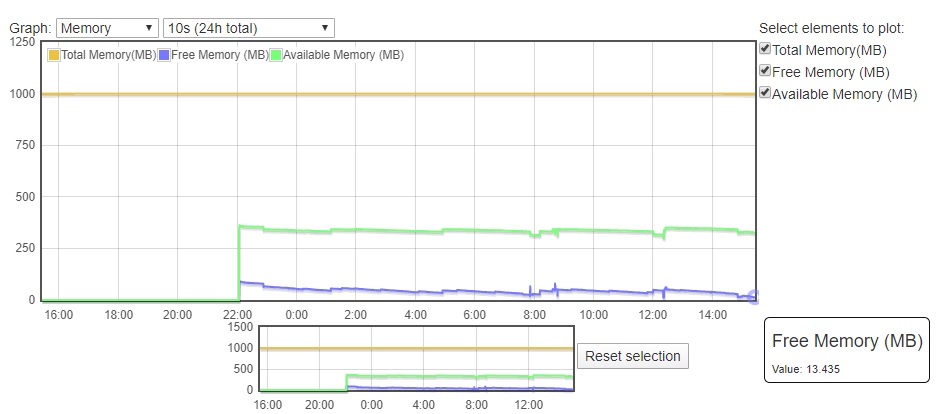 Graph: Memory 10s (24h total)
Select elements to plot:
1250
Total Memory(MB) Free Memory (MB) Available Memory (MB)
Total Memory(MB)
Free Memory (MB)
Available Memory (MB)
1000
750
500
250
0
16:00 18:00 20:00 22:00 0:00 2:00 4:00 6:00 8:00 10:00 12:00 14:00
1500
1000
500
0
16:00 20:00 0:00 4:00 8:00 12:00
Reset selection
Free Memory (MB)
Value: 13.435